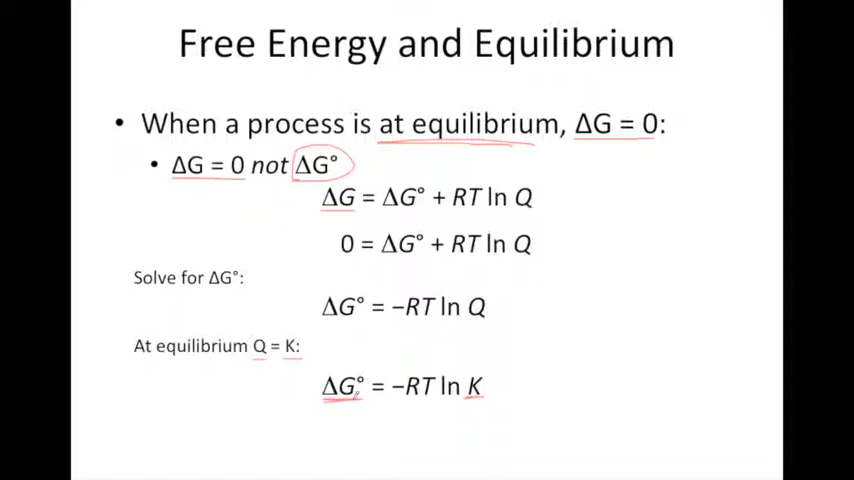 Free Energy and Equilibrium
• When a process is at equilibrium, ΔG = 0:
• ΔG = 0 not ΔG°
ΔG = ΔG° + RT ln Q
0 = ΔG° + RT ln Q
Solve for ΔG°:
ΔG° = −RT ln Q
At equilibrium Q = K:
ΔG° = −RT ln K